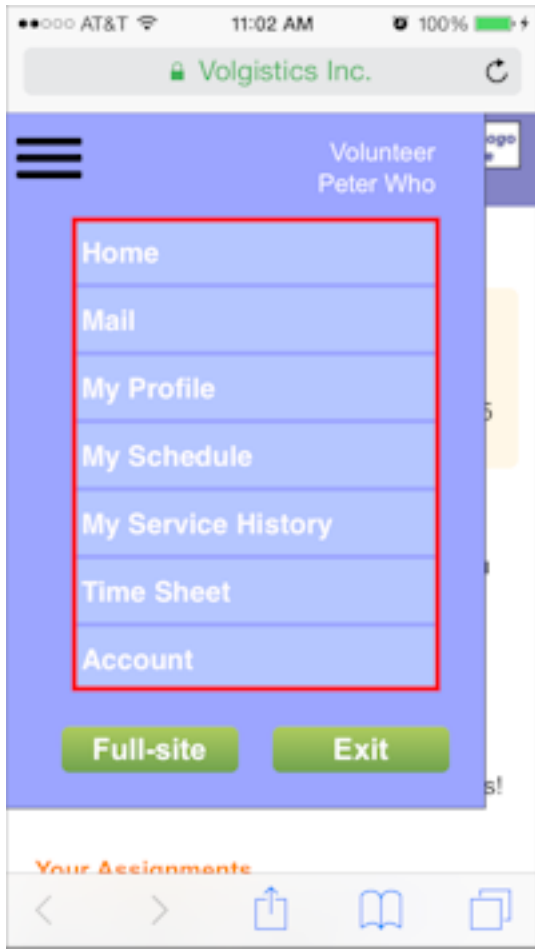 AT&T 11:02 AM 100%
Volgistics Inc.
Volunteer
Peter Who
Home
Mail
My Profile
My Schedule
My Service History
Time Sheet
Account
Full-site Exit
s!
Your Assignments